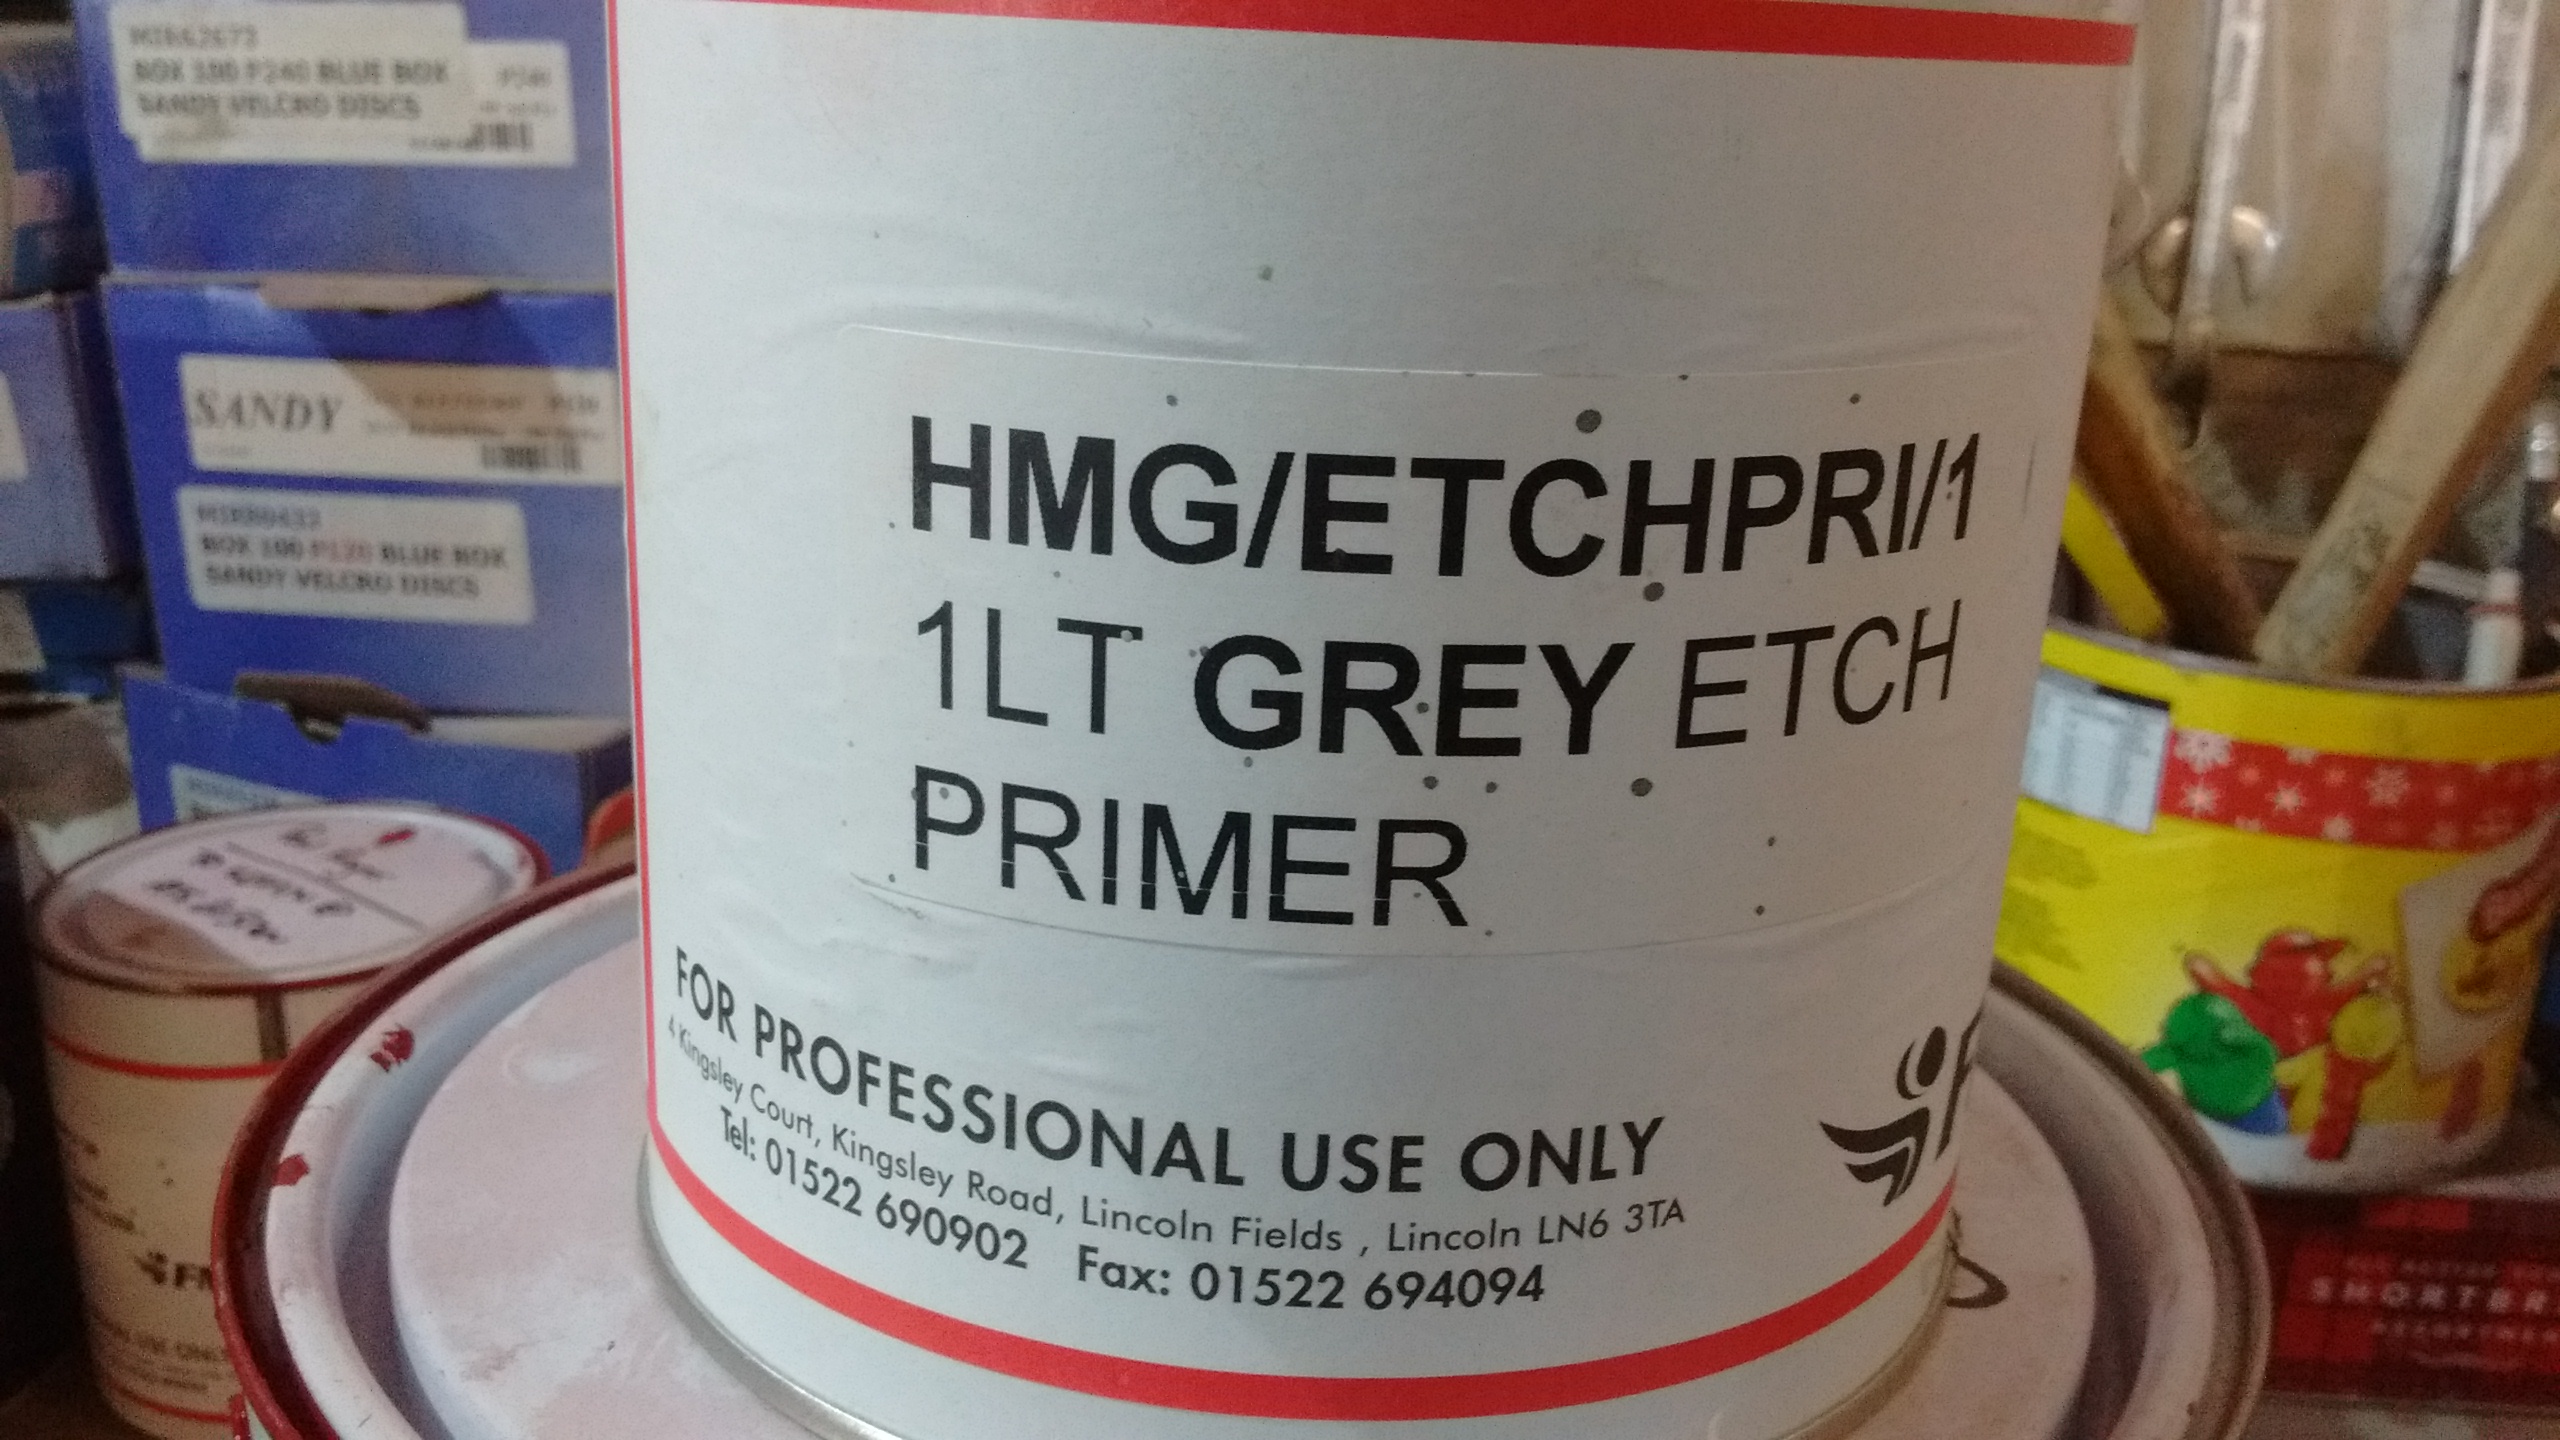 BOX 100 P240 BLUE BOX
SANDY VELCRO DISCS
SANDY
BOX 100 P120 BLUE BOX
SANDY VELCRO DISCS
HMG/ETCHPRI/1
1LT GREY ETCH
PRIMER
FOR PROFESSIONAL USE ONLY
4 Kingsley Court, Kingsley Road, Lincoln Fields , Lincoln LN6 3TA
Tel: 01522 690902 Fax: 01522 694094